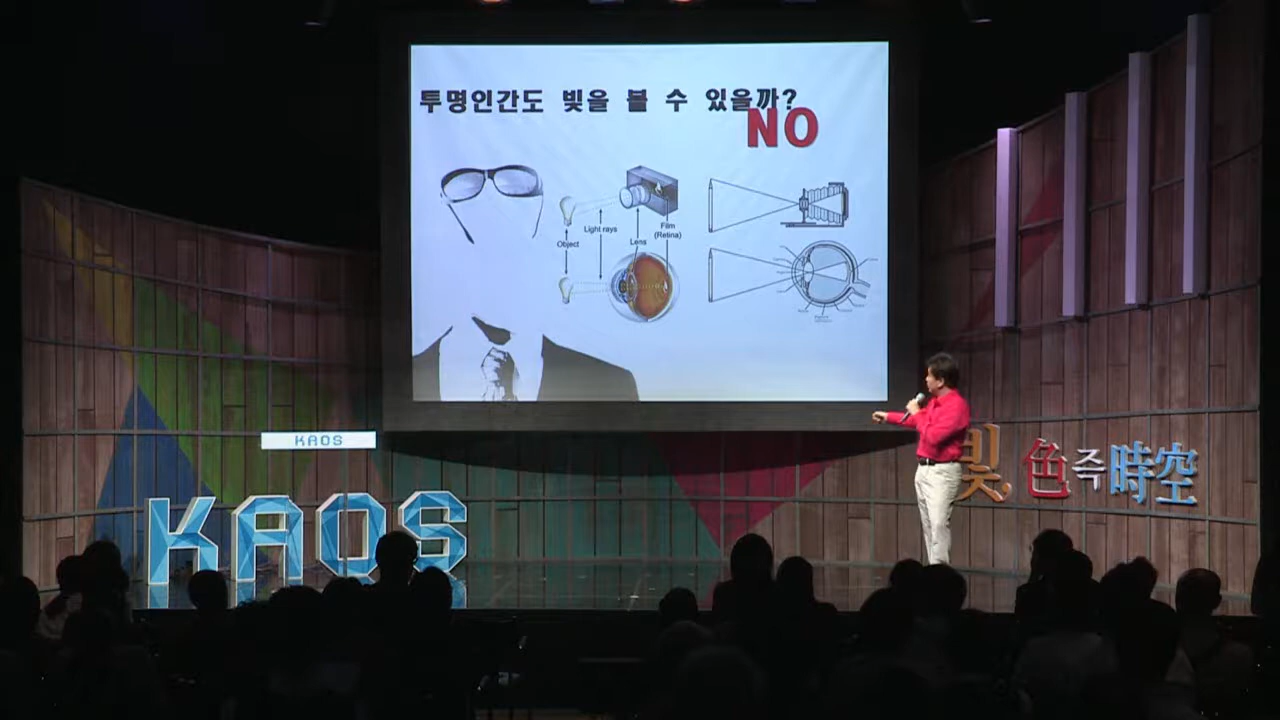 투명인간도 빛을 볼 수 있을까?
NO
Object
Light rays
Lens
Film
(Retina)
KAOS
KAOS
빛, 色즉時空